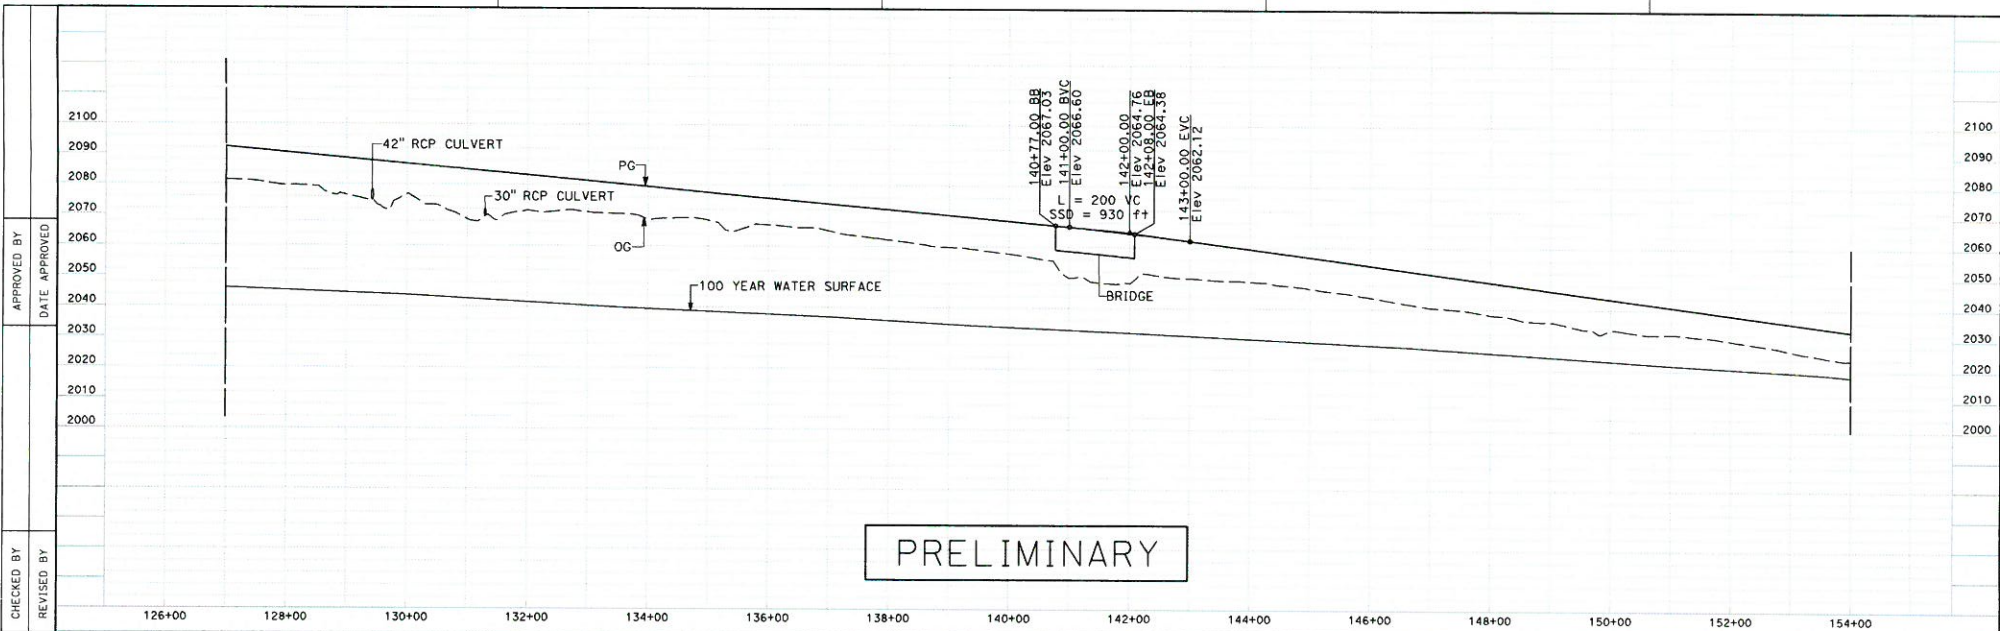 APPROVED BY
DATE APPROVED
CHECKED BY
REVISED BY
2100
2090
2080
2070
2060
2050
2040
2030
2020
2010
2000
42" RCP CULVERT
30" RCP CULVERT
PG
OG
100 YEAR WATER SURFACE
140+77.00 BB
Elev 2067.03
141+00.00 BVC
Elev 2066.60
142+00.00
Elev 2064.76
142+08.00 EB
Elev 2064.38
143+00.00 EVC
Elev 2062.12
L = 200 VC
SSD = 930 ft
BRIDGE
2100
2090
2080
2070
2060
2050
2040
2030
2020
2010
2000
PRELIMINARY
126+00 128+00 130+00 132+00 134+00 136+00 138+00 140+00 142+00 144+00 146+00 148+00 150+00 152+00 154+00